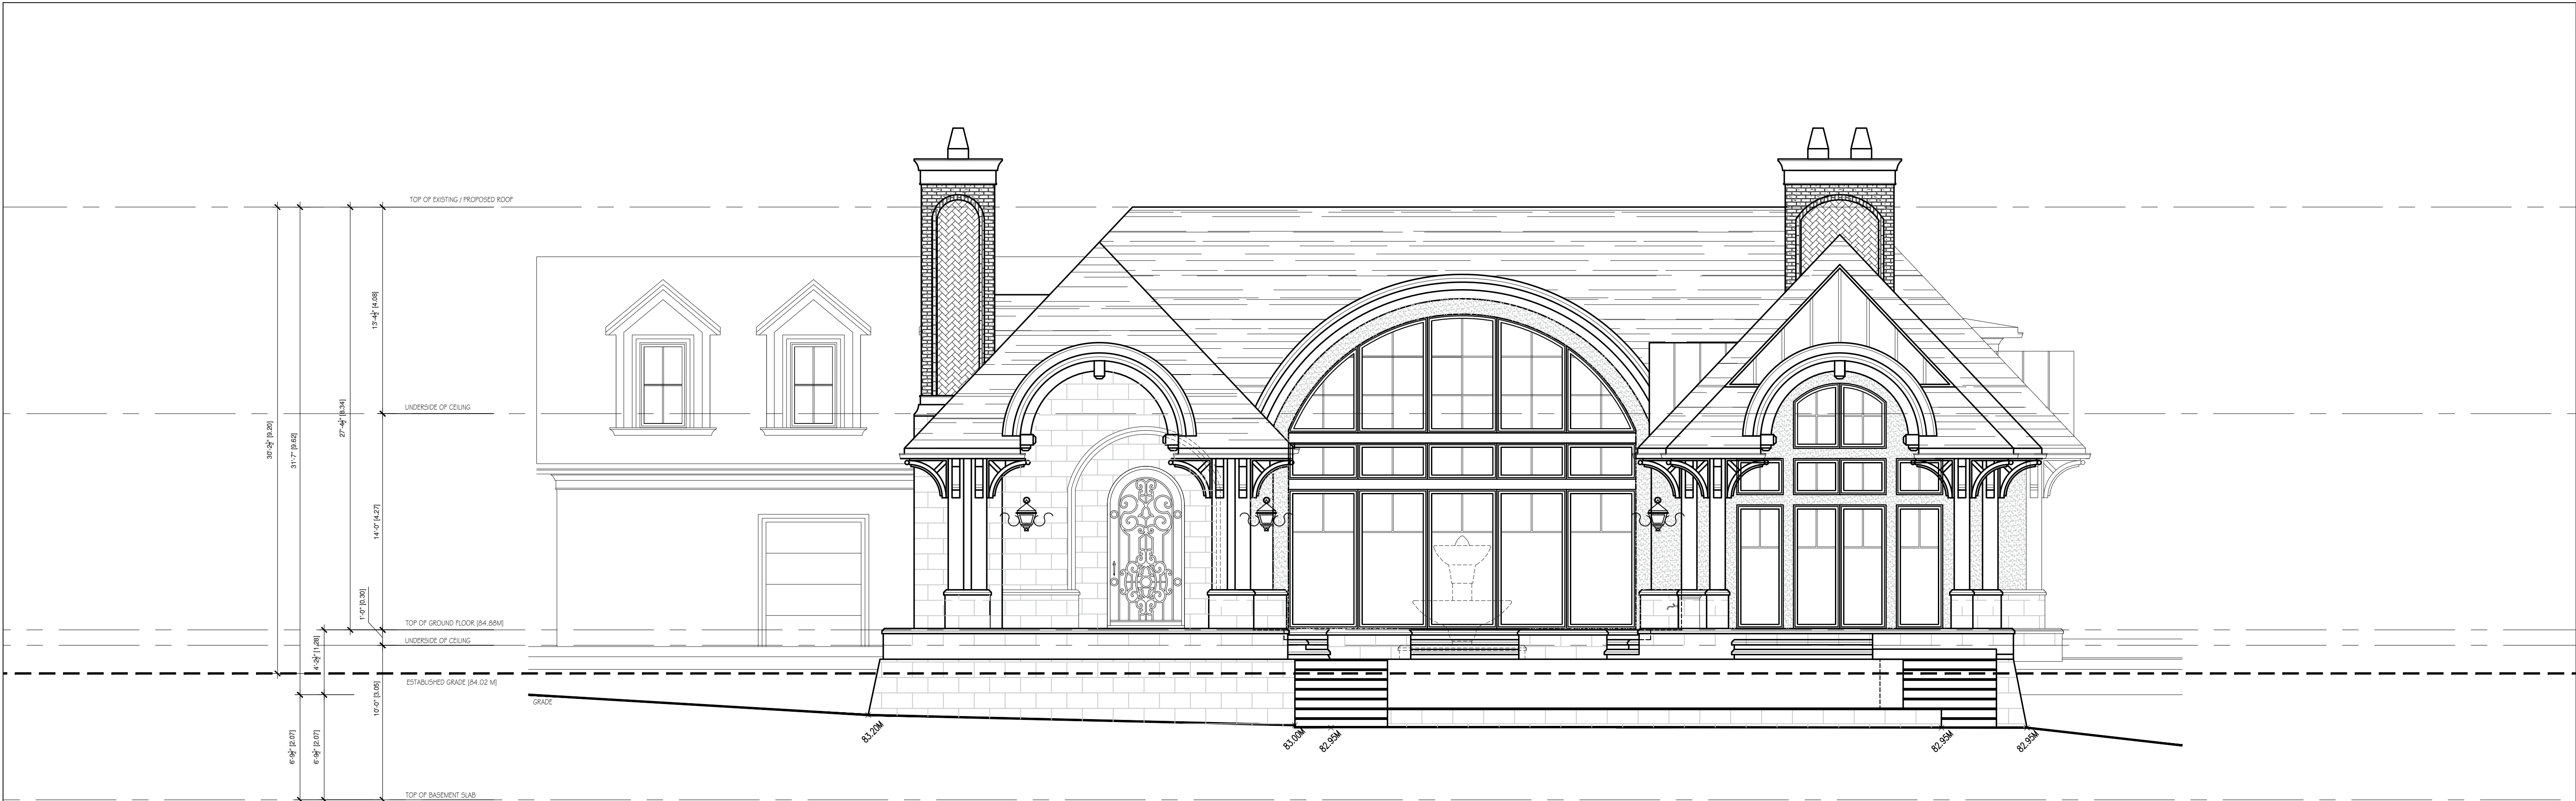 TOP OF EXISTING / PROPOSED ROOF
UNDERSIDE OF CEILING
TOP OF GROUND FLOOR [84.88M]
UNDERSIDE OF CEILING
ESTABLISHED GRADE [84.02 M]
GRADE
TOP OF BASEMENT SLAB
30'-2½" [9.20]
31'-7" [9.62]
27'-4½" [8.34]
13'-4½" [4.08]
14'-0" [4.27]
1'-0" [0.30]
4'-2½" [1.28]
10'-0" [3.05]
6'-9½" [2.07]
6'-9½" [2.07]
83.20M
83.00M
82.95M
82.95M
82.95M